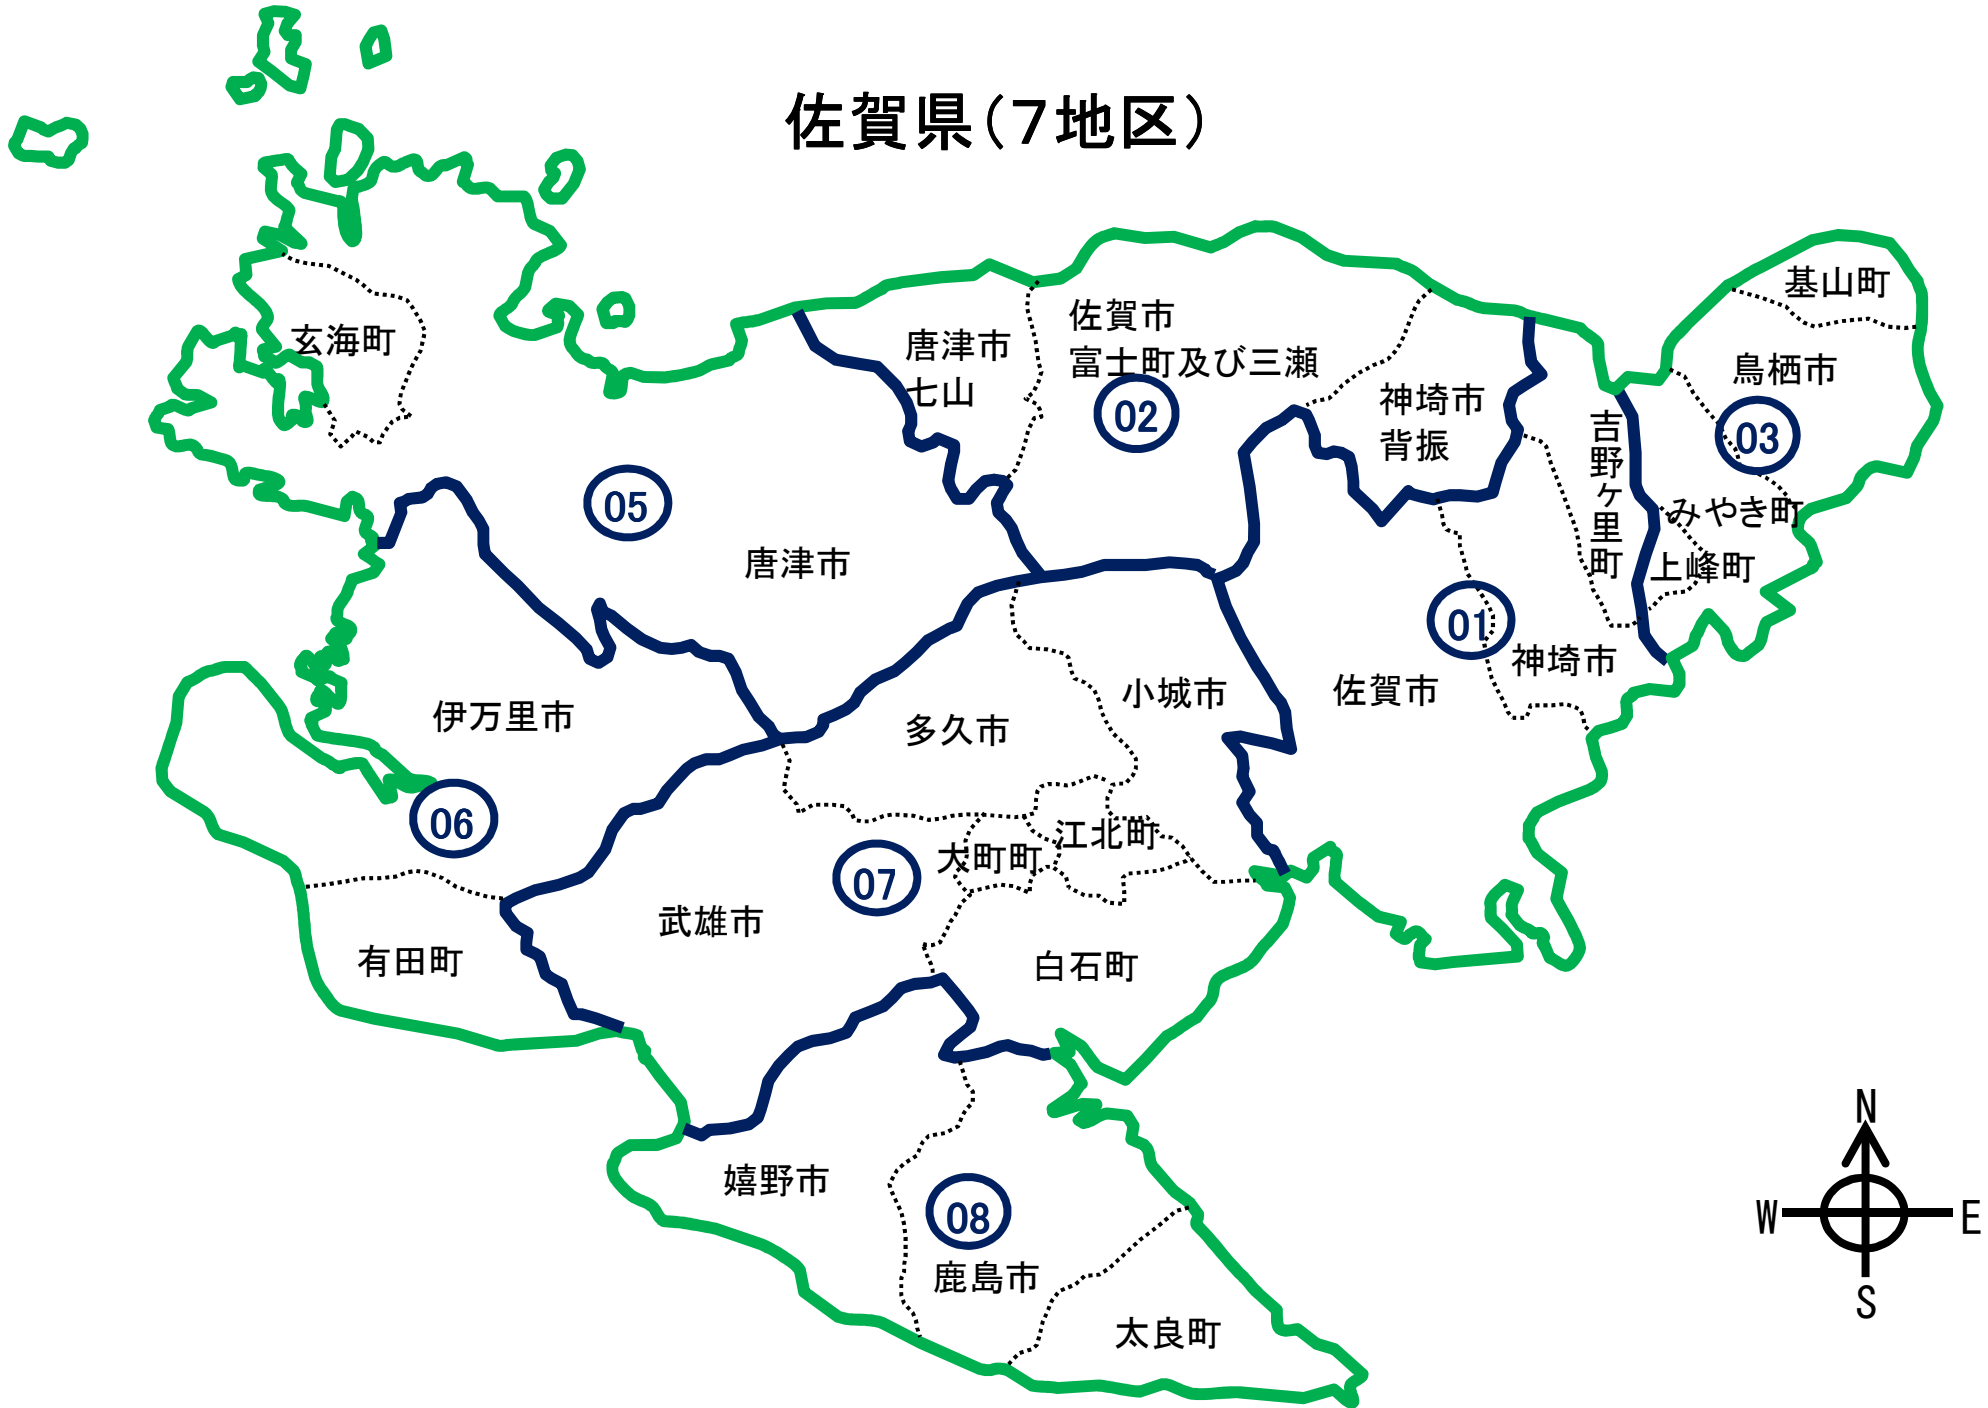 佐賀県(7地区)
基山町
佐賀市
富士町及び三瀬
唐津市
七山
玄海町
鳥栖市
神埼市
背振
02
03
吉野ヶ里町
05
みやき町
唐津市
上峰町
01
神埼市
佐賀市
小城市
伊万里市
多久市
06
江北町
大町町
07
武雄市
有田町
白石町
嬉野市
08
鹿島市
太良町
N
W
E
S